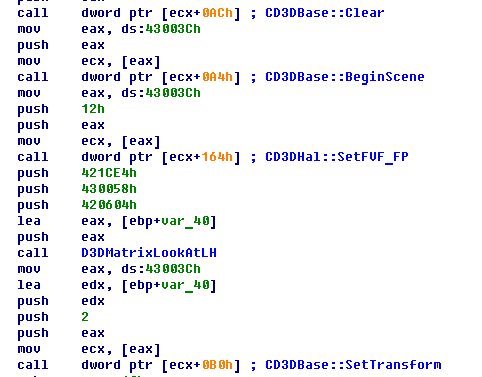 call dword ptr [ecx+0ACh] ; CD3DBase::Clear
mov eax, ds:43003Ch
push eax
mov ecx, [eax]
call dword ptr [ecx+0A4h] ; CD3DBase::BeginScene
mov eax, ds:43003Ch
push 12h
push eax
mov ecx, [eax]
call dword ptr [ecx+164h] ; CD3DHal::SetFVF_FP
push 421CE4h
push 430058h
push 420604h
lea eax, [ebp+var_40]
push eax
call D3DMatrixLookAtLH
mov eax, ds:43003Ch
lea edx, [ebp+var_40]
push edx
push 2
push eax
mov ecx, [eax]
call dword ptr [ecx+0B0h] ; CD3DBase::SetTransform